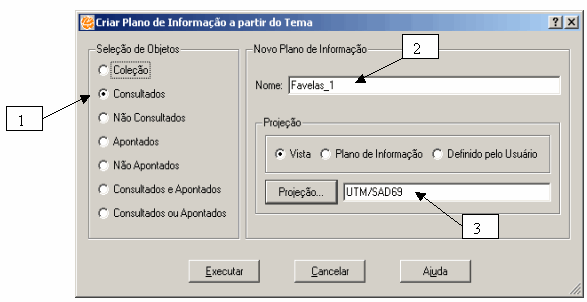 Criar Plano de Informação a partir do Tema
Seleção de Objetos
Coleção
Consultados
Não Consultados
Apontados
Não Apontados
Consultados e Apontados
Consultados ou Apontados
1
Novo Plano de Informação
2
Nome: Favelas_1
Projeção
Vista Plano de Informação Definido pelo Usuário
Projeção... UTM/SAD69
3
Executar Cancelar Ajuda